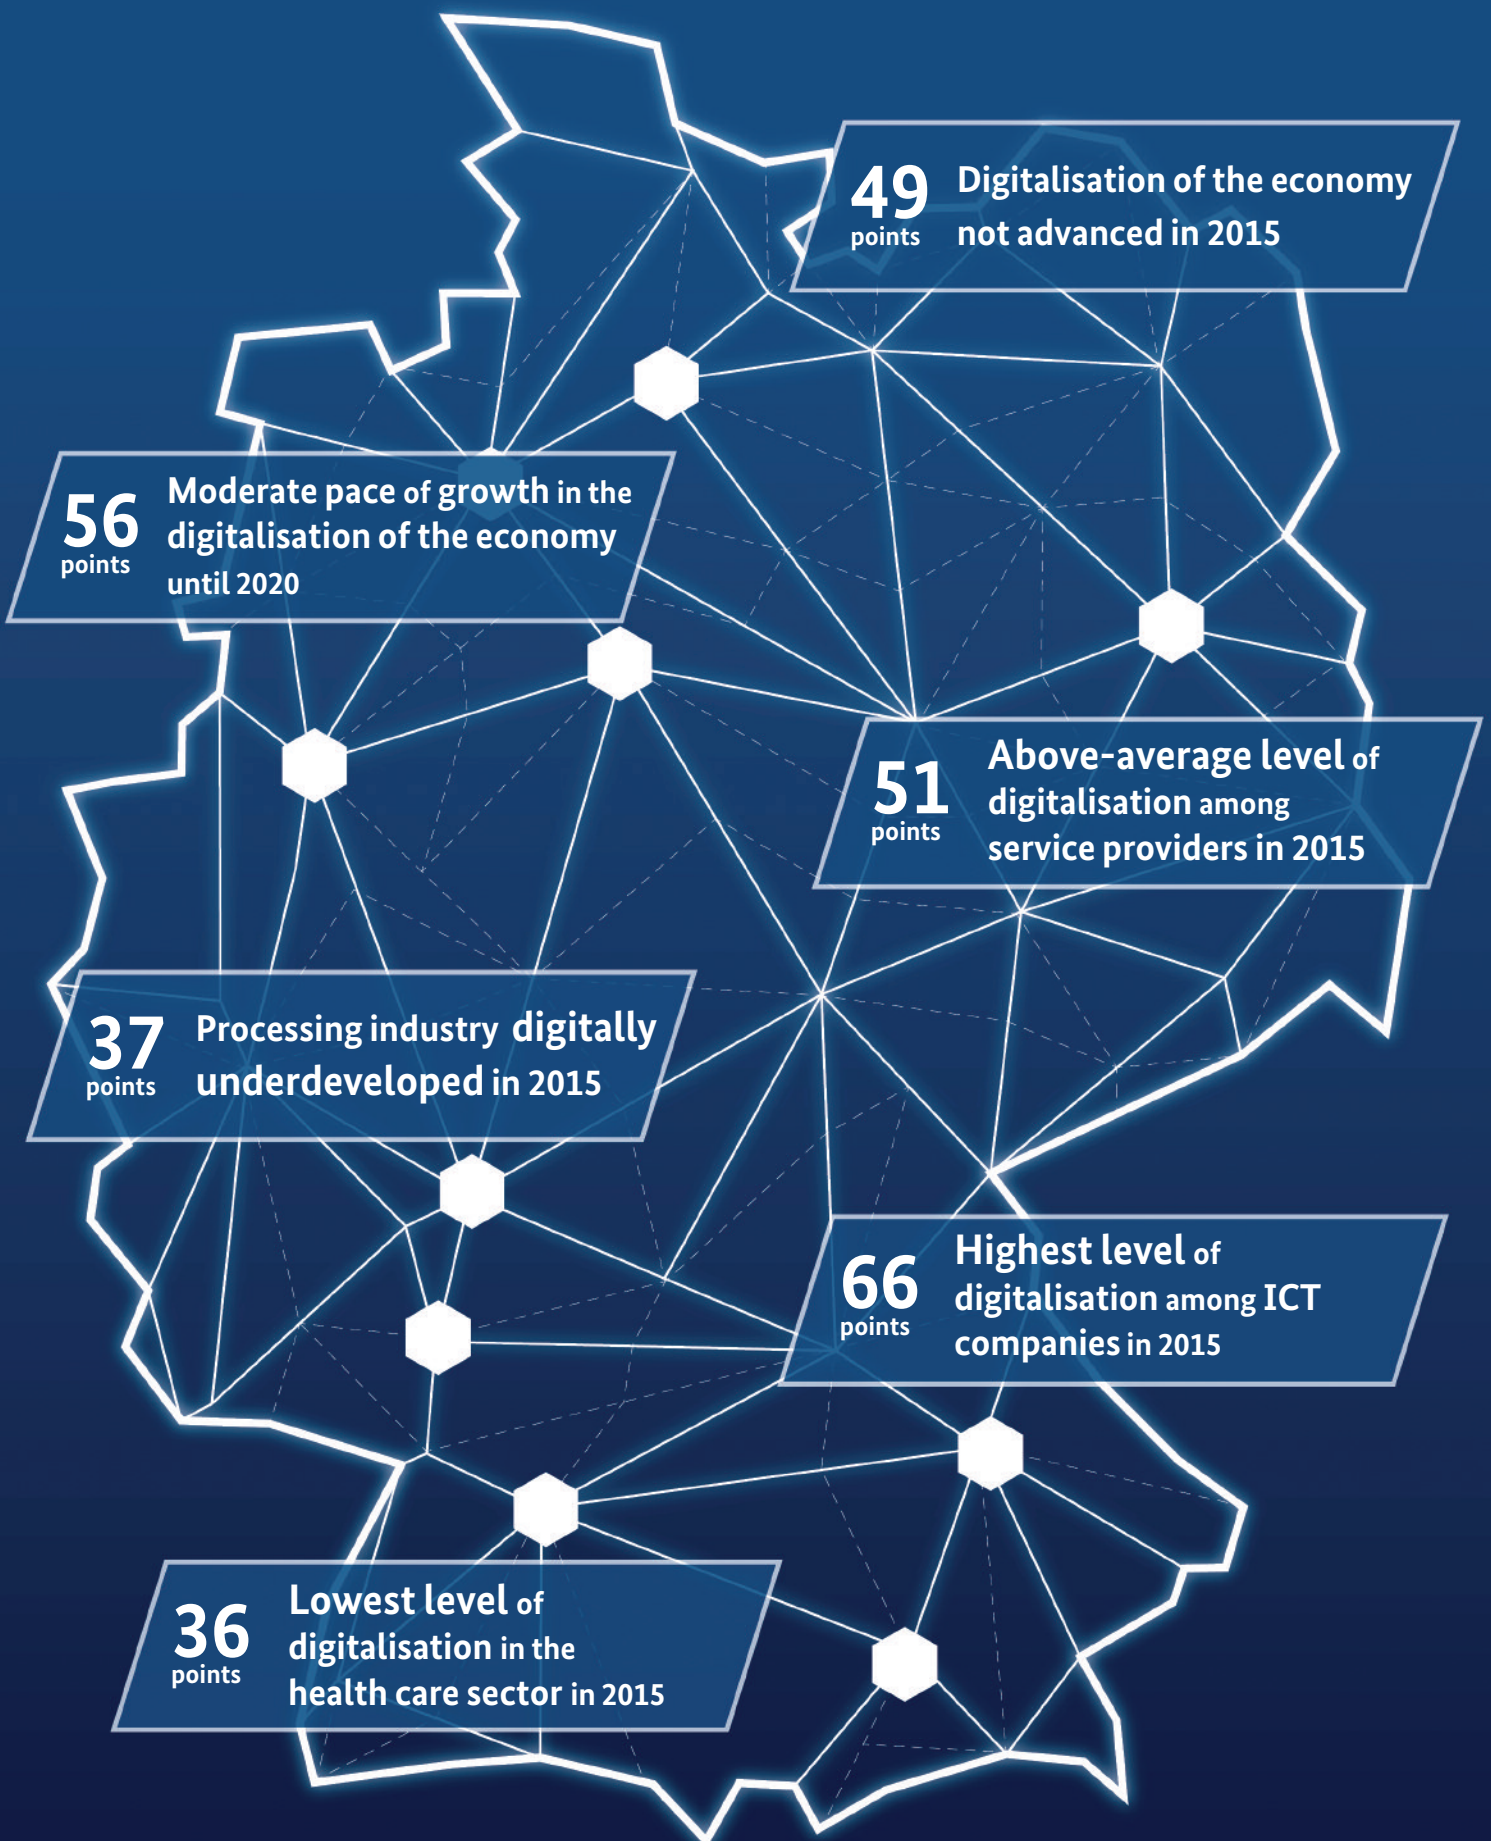 49
points
Digitalisation of the economy
not advanced in 2015
56
points
Moderate pace of growth in the
digitalisation of the economy
until 2020
51
points
Above-average level of
digitalisation among
service providers in 2015
37
points
Processing industry digitally
underdeveloped in 2015
66
points
Highest level of
digitalisation among ICT
companies in 2015
36
points
Lowest level of
digitalisation in the
health care sector in 2015